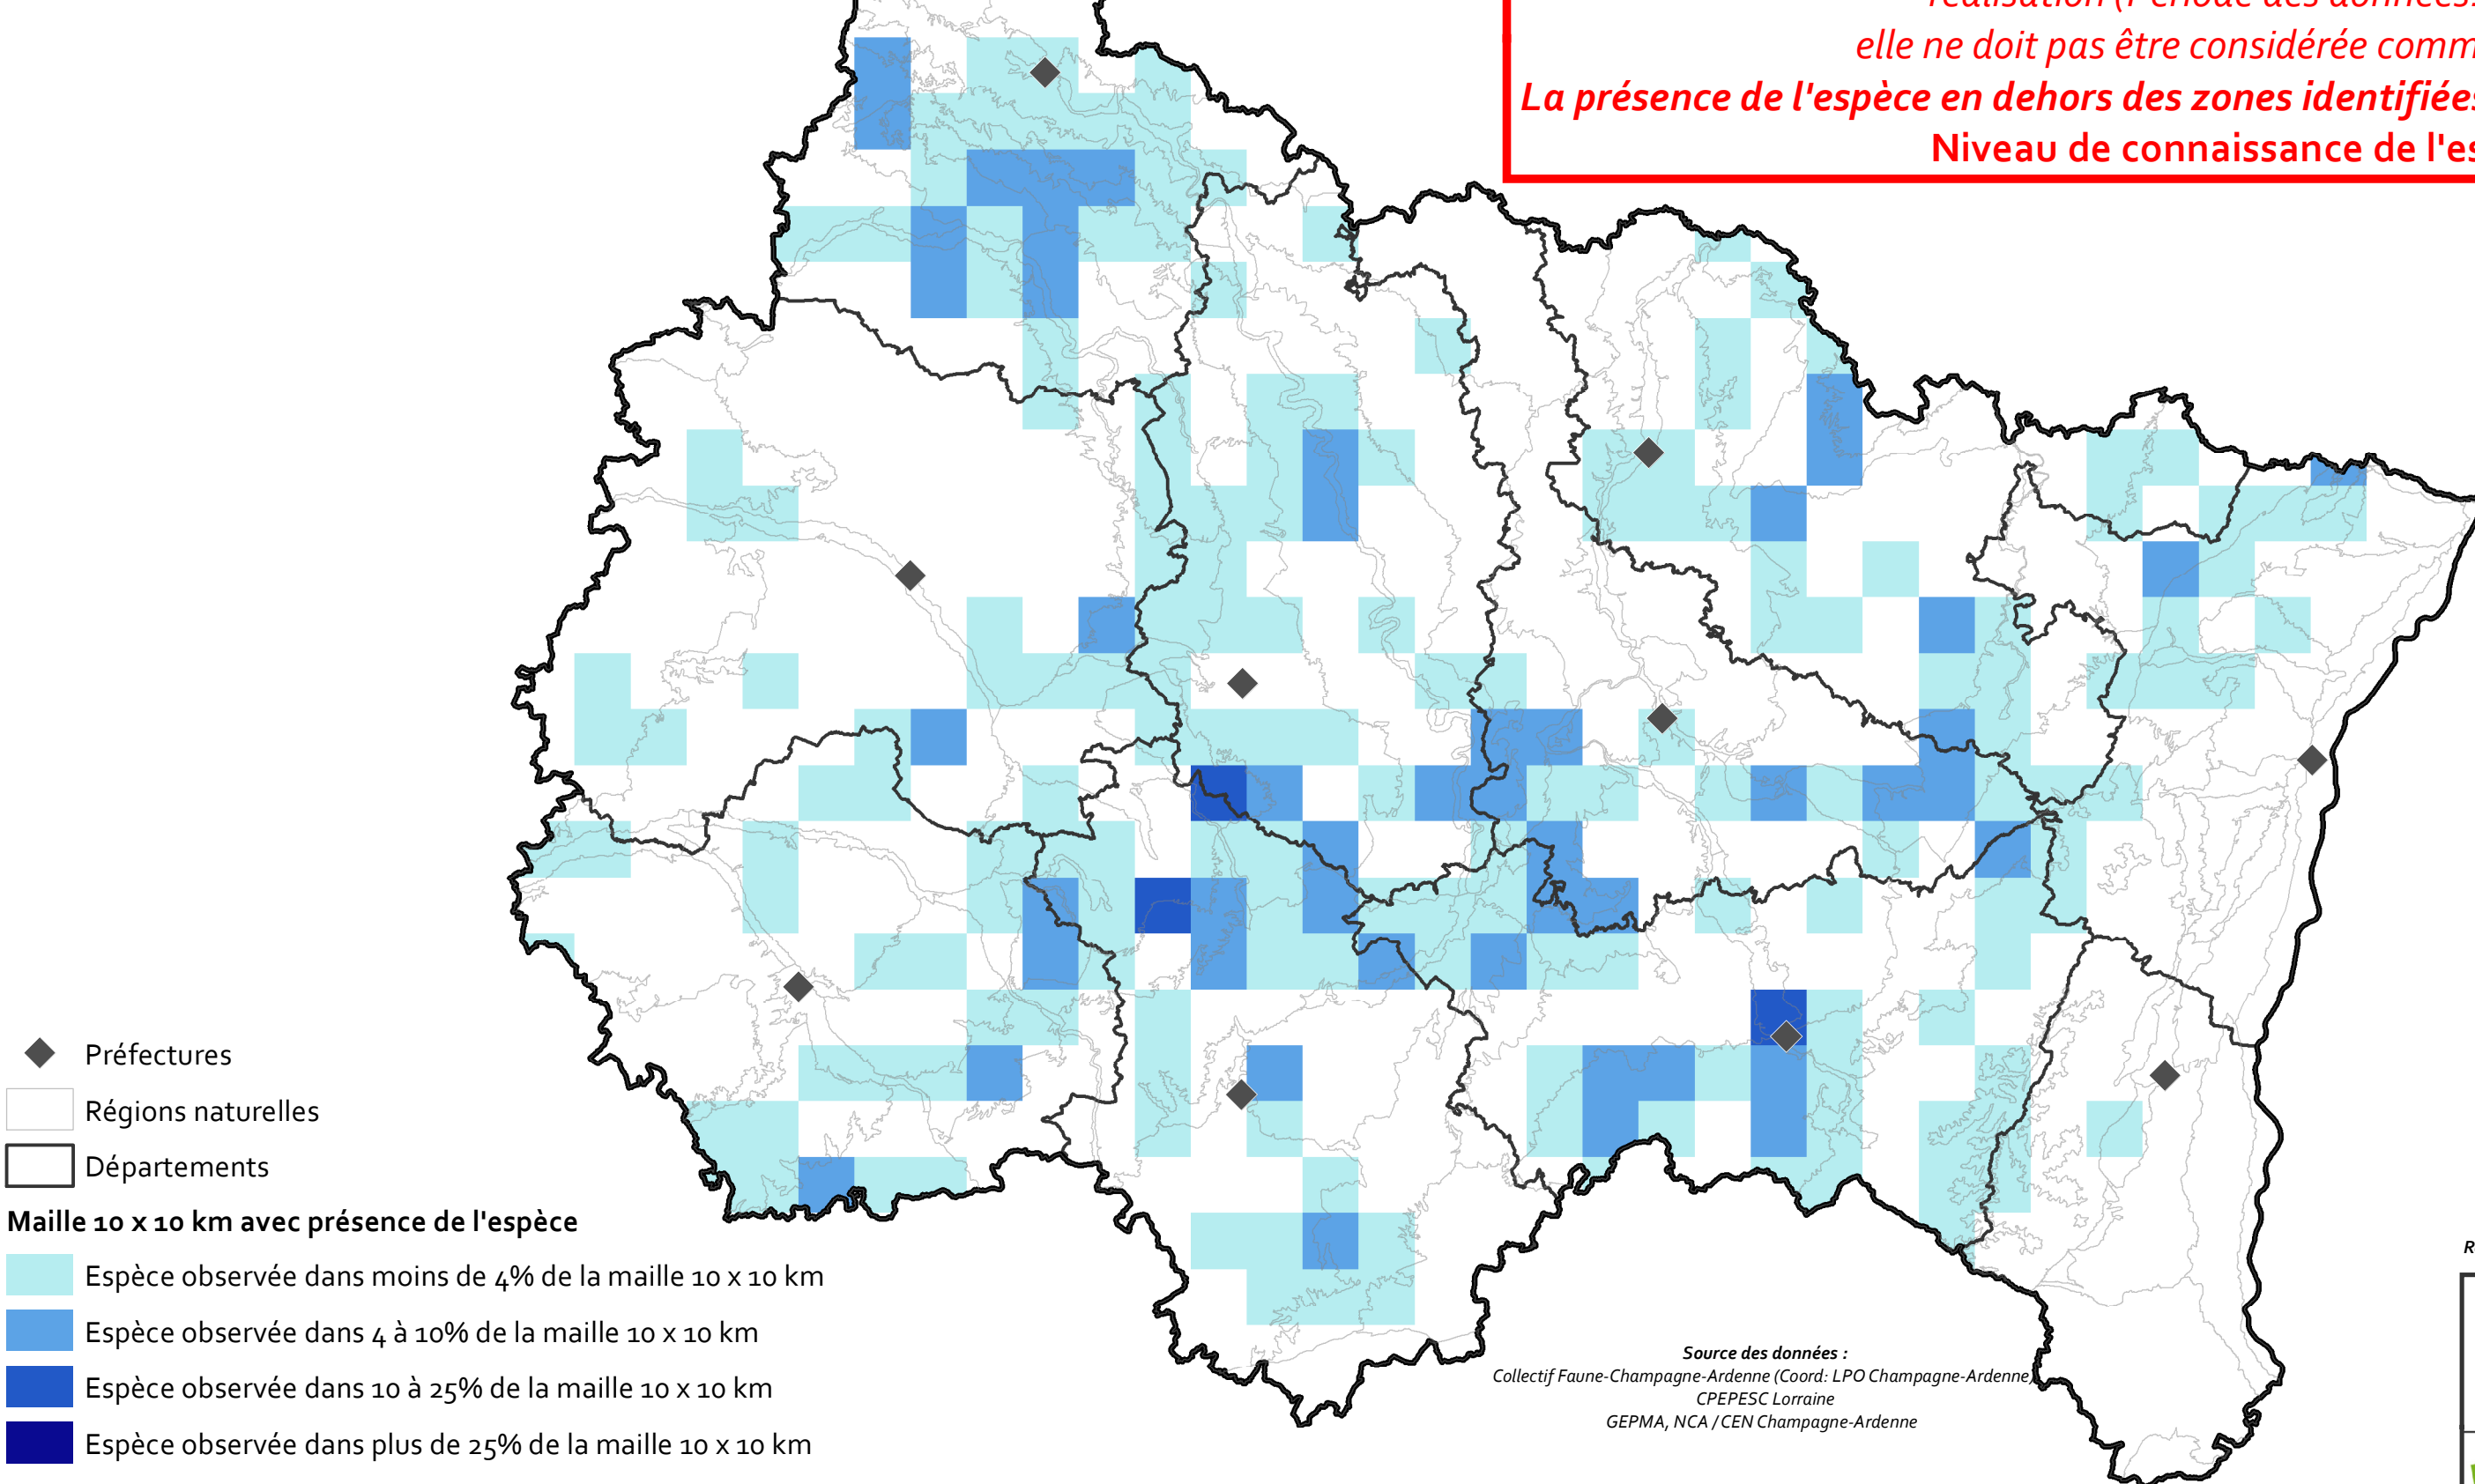 elle ne doit pas être considérée comm
La présence de l'espèce en dehors des zones identifiées
Niveau de connaissance de l'es
Préfectures
Régions naturelles
Départements
Maille 10 x 10 km avec présence de l'espèce
Espèce observée dans moins de 4% de la maille 10 x 10 km
Espèce observée dans 4 à 10% de la maille 10 x 10 km
Espèce observée dans 10 à 25% de la maille 10 x 10 km
Espèce observée dans plus de 25% de la maille 10 x 10 km
Source des données :
Collectif Faune-Champagne-Ardenne (Coord: LPO Champagne-Ardenne)
CPEPESC Lorraine
GEPMA, NCA / CEN Champagne-Ardenne
R